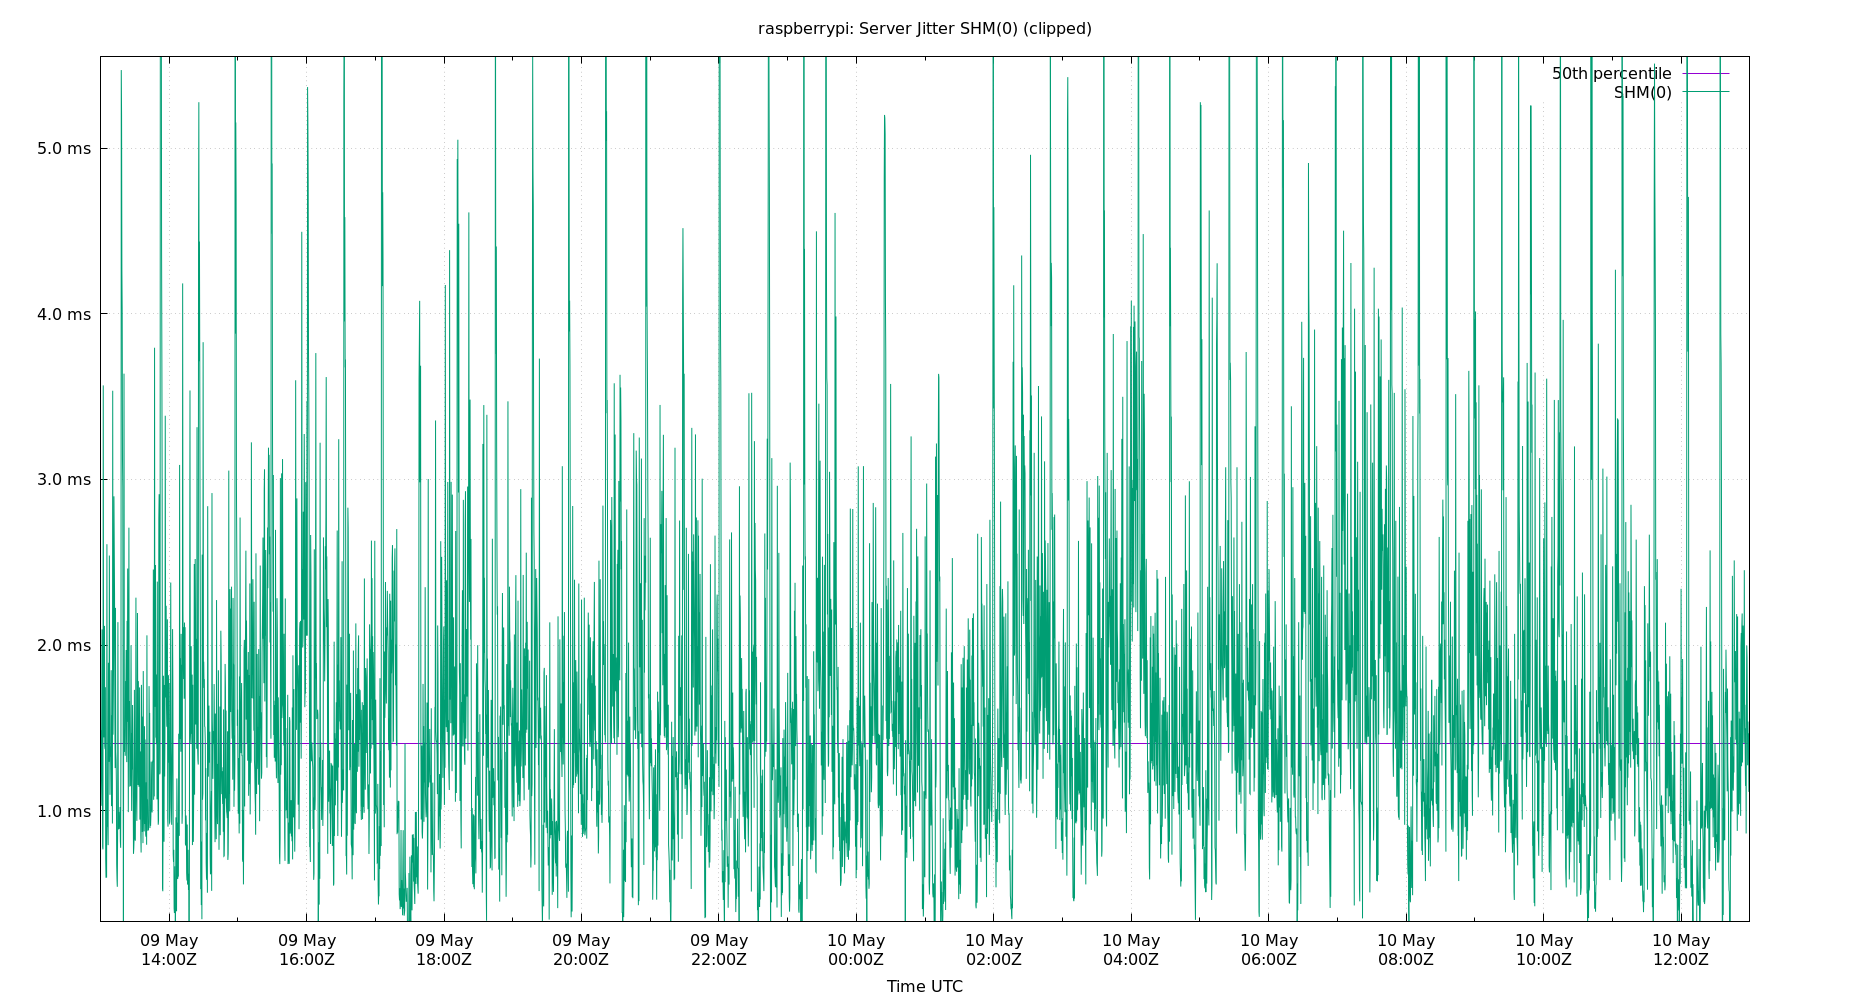 raspberrypi: Server Jitter SHM(0) (clipped)
50th percentile
SHM(0)
5.0 ms
4.0 ms
3.0 ms
2.0 ms
1.0 ms
09 May 09 May 09 May 09 May 09 May 10 May 10 May 10 May 10 May 10 May 10 May 10 May
14:00Z 16:00Z 18:00Z 20:00Z 22:00Z 00:00Z 02:00Z 04:00Z 06:00Z 08:00Z 10:00Z 12:00Z
Time UTC